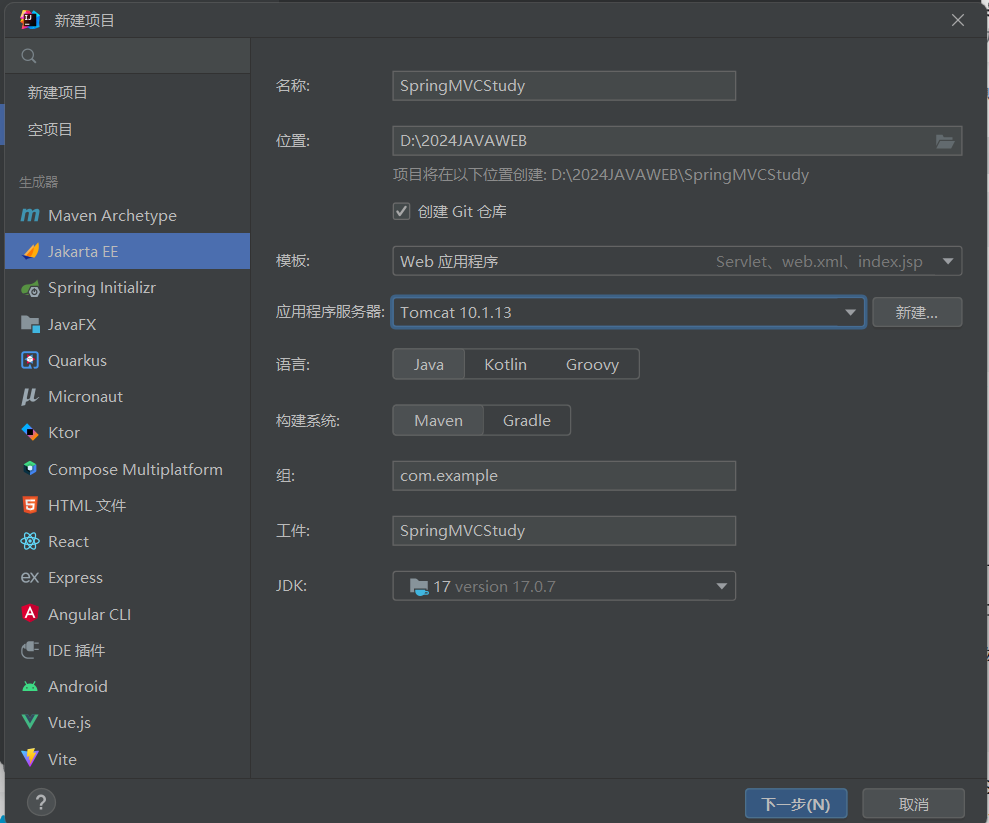 新建项目
新建项目
空项目
生成器
Maven Archetype
Jakarta EE
Spring Initializr
JavaFX
Quarkus
Micronaut
Ktor
Compose Multiplatform
HTML 文件
React
Express
Angular CLI
IDE 插件
Android
Vue.js
Vite
名称: SpringMVCStudy
位置: D:\2024JAVAWEB
项目将在以下位置创建: D:\2024JAVAWEB\SpringMVCStudy
创建 Git 仓库
模板: Web 应用程序 Servlet、web.xml、index.jsp
应用程序服务器: Tomcat 10.1.13 新建...
语言: Java Kotlin Groovy
构建系统: Maven Gradle
组: com.example
工件: SpringMVCStudy
JDK: 17 version 17.0.7
? 下一步(N) 取消